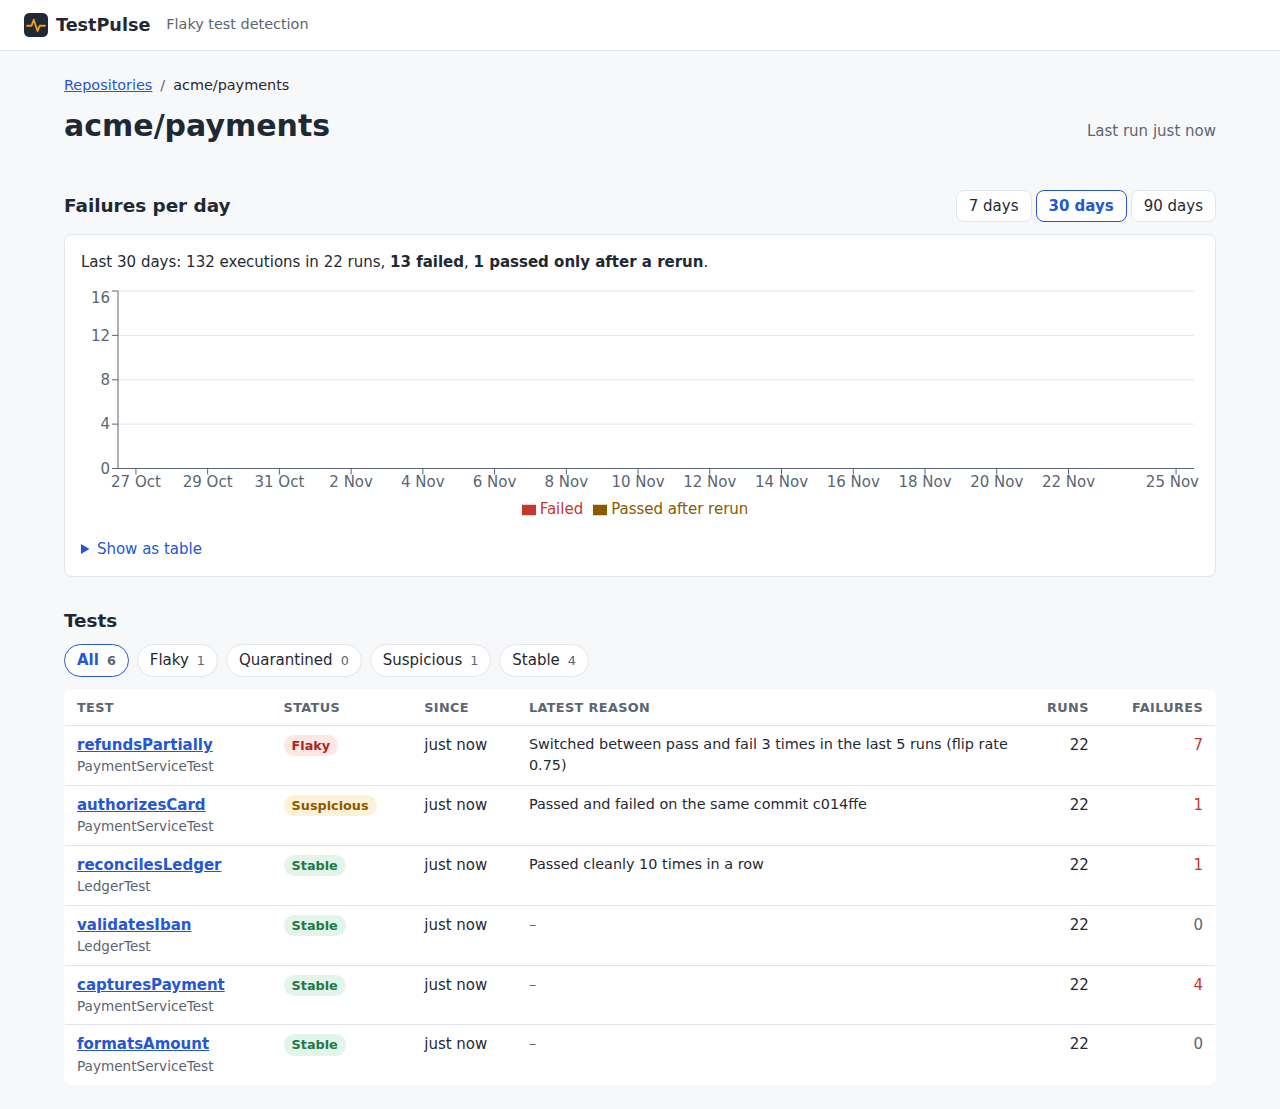 TestPulse Flaky test detection
Repositories / acme/payments
acme/payments
Last run just now
Failures per day
7 days 30 days 90 days
Last 30 days: 132 executions in 22 runs, 13 failed, 1 passed only after a rerun.
16
12
8
4
0
27 Oct 29 Oct 31 Oct 2 Nov 4 Nov 6 Nov 8 Nov 10 Nov 12 Nov 14 Nov 16 Nov 18 Nov 20 Nov 22 Nov 25 Nov
Failed Passed after rerun
Show as table
Tests
All 6 Flaky 1 Quarantined 0 Suspicious 1 Stable 4
TEST STATUS SINCE LATEST REASON RUNS FAILURES
refundsPartially Flaky just now Switched between pass and fail 3 times in the last 5 runs (flip rate 22 7
PaymentServiceTest 0.75)
authorizesCard Suspicious just now Passed and failed on the same commit c014ffe 22 1
PaymentServiceTest
reconcilesLedger Stable just now Passed cleanly 10 times in a row 22 1
LedgerTest
validatesIban Stable just now – 22 0
LedgerTest
capturesPayment Stable just now – 22 4
PaymentServiceTest
formatsAmount Stable just now – 22 0
PaymentServiceTest